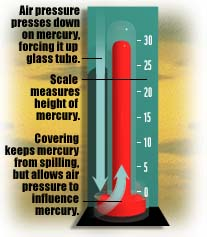 Air pressure
presses down
on mercury,
forcing it up
glass tube.
Scale
measures
height of
mercury.
Covering
keeps mercury
from spilling,
but allows air
pressure to
influence
mercury.
30
25
20
15
10
5
0